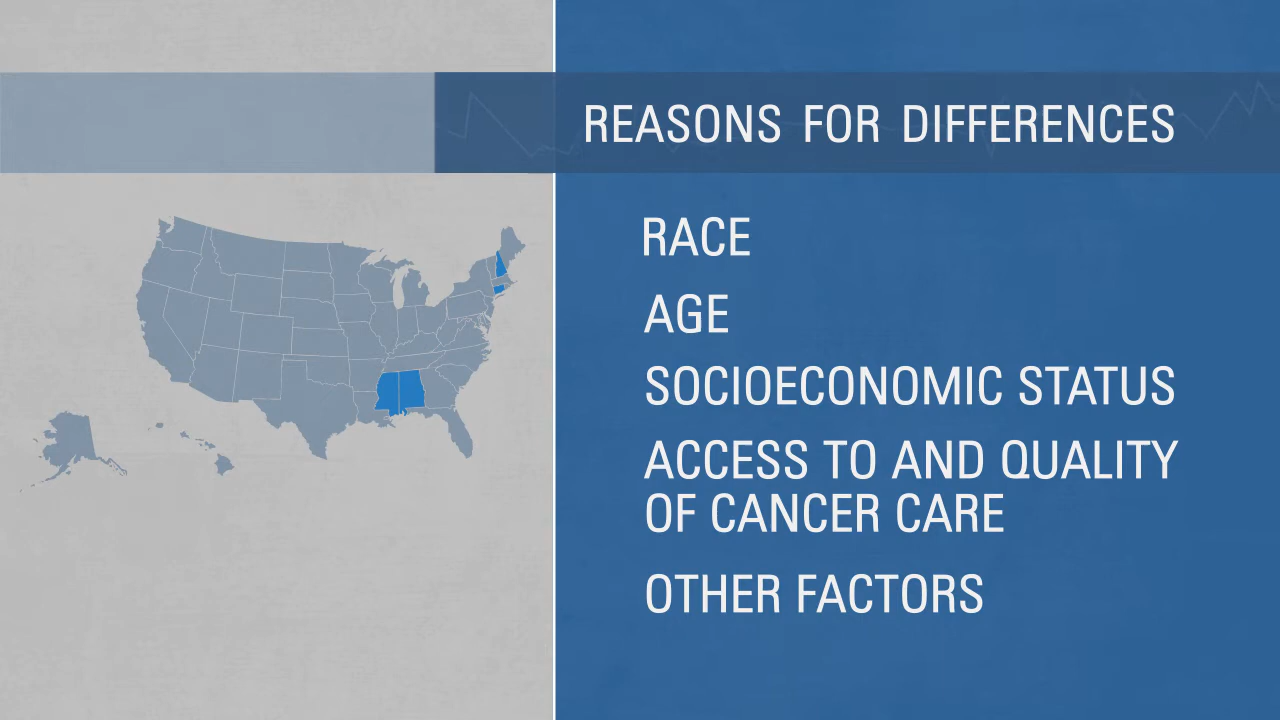 REASONS FOR DIFFERENCES
RACE
AGE
SOCIOECONOMIC STATUS
ACCESS TO AND QUALITY
OF CANCER CARE
OTHER FACTORS